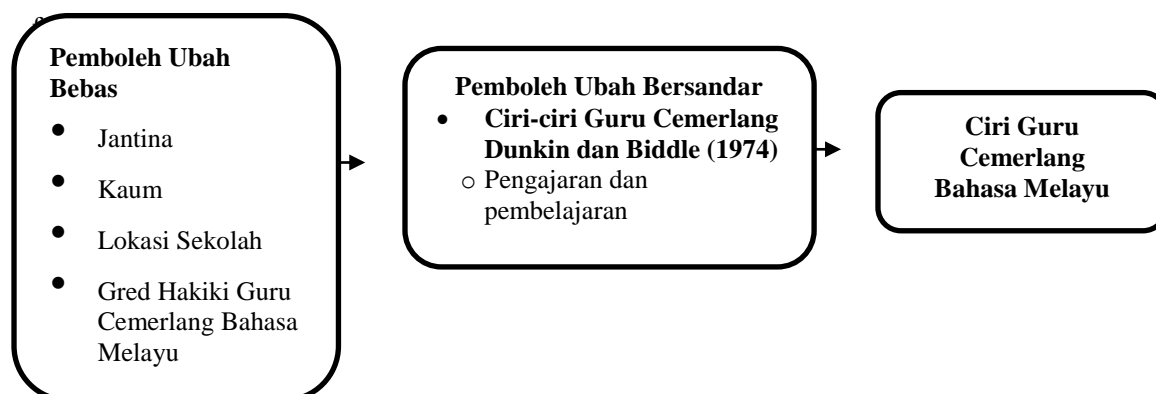 Pemboleh Ubah
Bebas
● Jantina
● Kaum
● Lokasi Sekolah
● Gred Hakiki Guru
Cemerlang Bahasa
Melayu
Pemboleh Ubah Bersandar
● Ciri-ciri Guru Cemerlang
Dunkin dan Biddle (1974)
○ Pengajaran dan
pembelajaran
Ciri Guru
Cemerlang
Bahasa Melayu